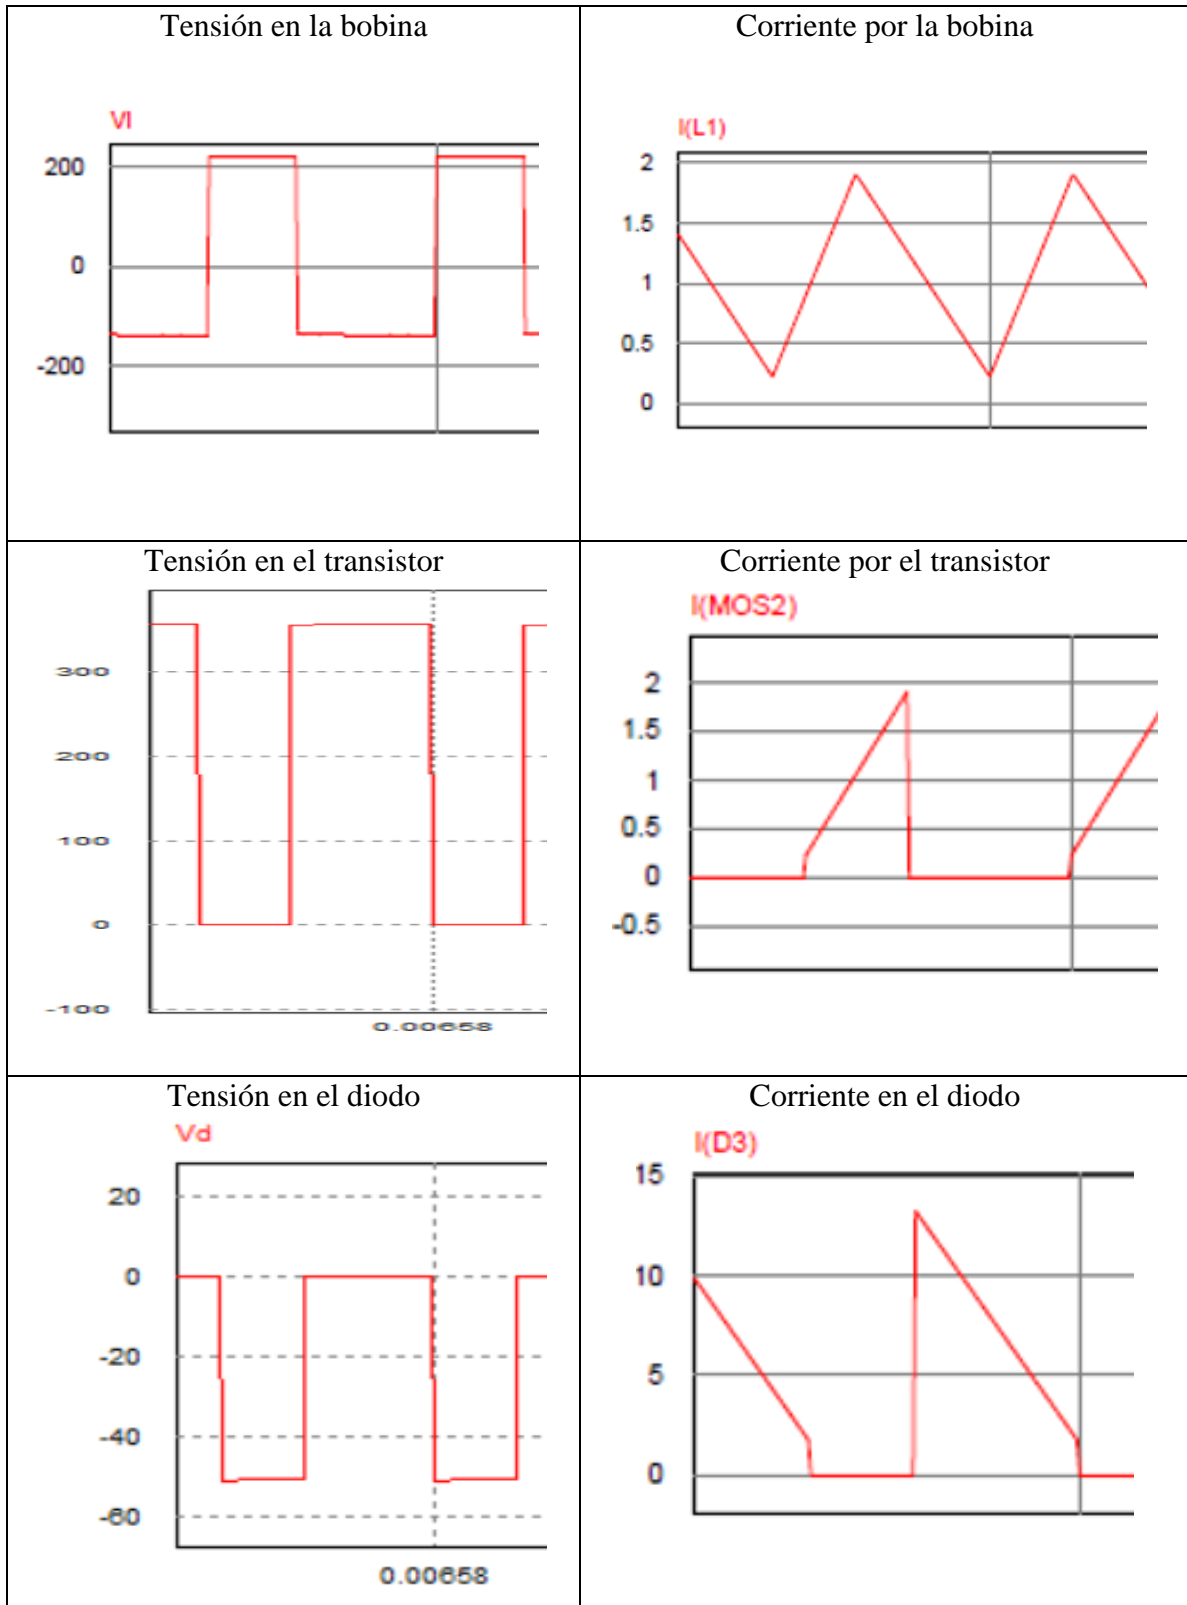 Tensión en la bobina
Vl
200
0
-200
Corriente por la bobina
I(L1)
2
1.5
1
0.5
0
Tensión en el transistor
300
200
100
0
-100
0.00658
Corriente por el transistor
I(MOS2)
2
1.5
1
0.5
0
-0.5
Tensión en el diodo
Vd
20
0
-20
-40
-60
0.00658
Corriente en el diodo
I(D3)
15
10
5
0